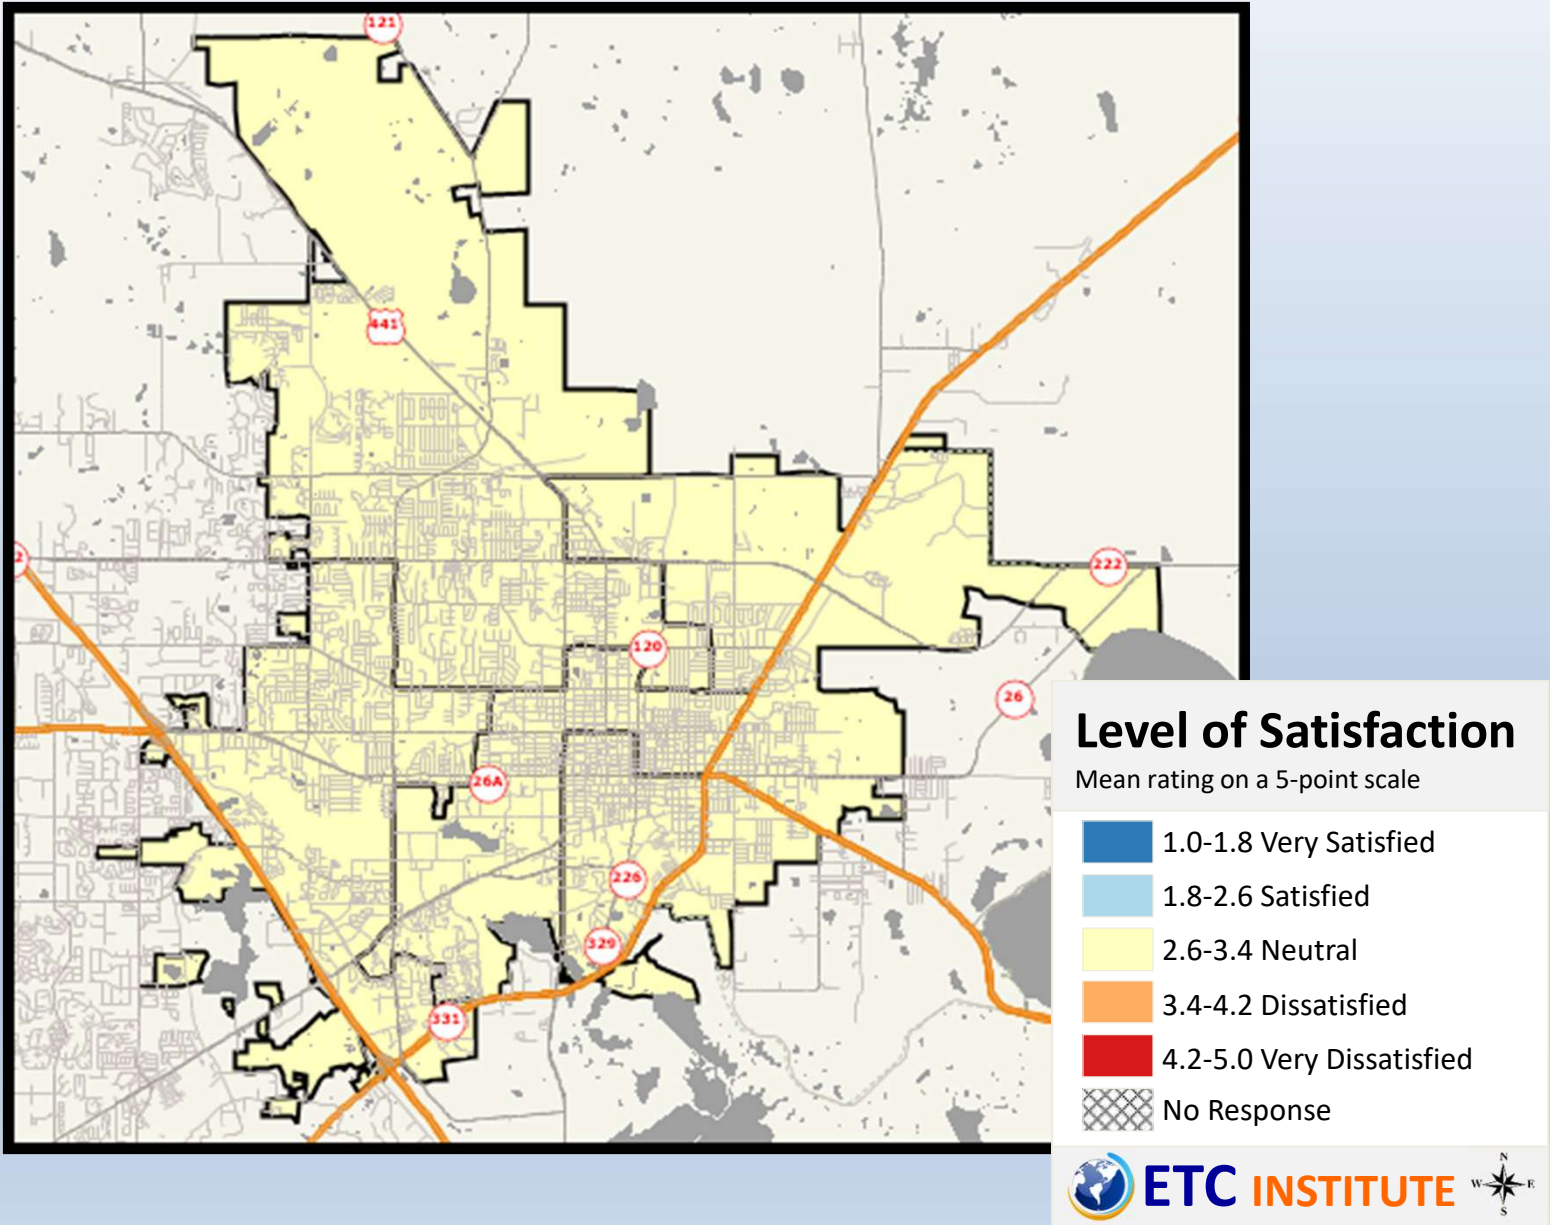 121
441
2
222
120
26
26A
226
329
331
Level of Satisfaction
Mean rating on a 5-point scale
1.0-1.8 Very Satisfied
1.8-2.6 Satisfied
2.6-3.4 Neutral
3.4-4.2 Dissatisfied
4.2-5.0 Very Dissatisfied
No Response
ETC INSTITUTE
N
W E
S